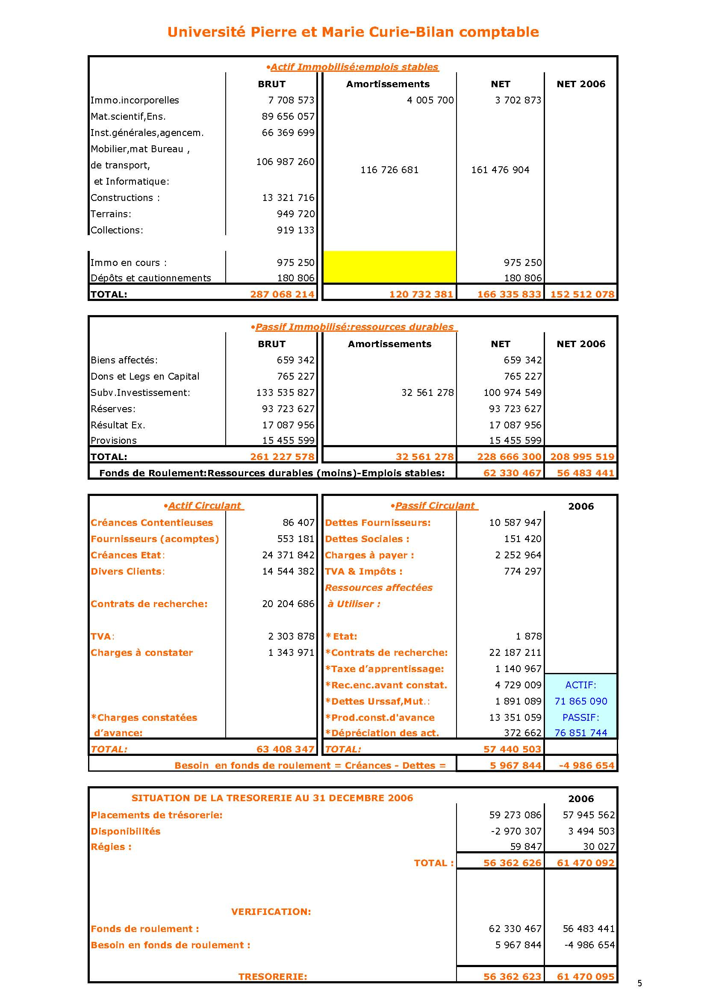 Université Pierre et Marie Curie-Bilan comptable
•Actif Immobilisé:emplois stables
BRUT Amortissements NET NET 2006
Immo.incorporelles 7 708 573 4 005 700 3 702 873
Mat.scientif,Ens. 89 656 057
Inst.générales,agencem. 66 369 699
Mobilier,mat Bureau ,
de transport, 106 987 260 116 726 681 161 476 904
et Informatique:
Constructions : 13 321 716
Terrains: 949 720
Collections: 919 133
Immo en cours : 975 250 975 250
Dépôts et cautionnements 180 806 180 806
TOTAL: 287 068 214 120 732 381 166 335 833 152 512 078
•Passif Immobilisé:ressources durables
BRUT Amortissements NET NET 2006
Biens affectés: 659 342 659 342
Dons et Legs en Capital 765 227 765 227
Subv.Investissement: 133 535 827 32 561 278 100 974 549
Réserves: 93 723 627 93 723 627
Résultat Ex. 17 087 956 17 087 956
Provisions 15 455 599 15 455 599
TOTAL: 261 227 578 32 561 278 228 666 300 208 995 519
Fonds de Roulement:Ressources durables (moins)-Emplois stables: 62 330 467 56 483 441
•Actif Circulant •Passif Circulant 2006
Créances Contentieuses 86 407 Dettes Fournisseurs: 10 587 947
Fournisseurs (acomptes) 553 181 Dettes Sociales : 151 420
Créances Etat: 24 371 842 Charges à payer : 2 252 964
Divers Clients: 14 544 382 TVA & Impôts : 774 297
Ressources affectées
Contrats de recherche: 20 204 686 à Utiliser :
TVA: 2 303 878 * Etat: 1 878
Charges à constater 1 343 971 *Contrats de recherche: 22 187 211
*Taxe d’apprentissage: 1 140 967
*Rec.enc.avant constat. 4 729 009 ACTIF:
*Dettes Urssaf,Mut.: 1 891 089 71 865 090
*Charges constatées *Prod.const.d'avance 13 351 059 PASSIF:
d’avance: *Dépréciation des act. 372 662 76 851 744
TOTAL: 63 408 347 TOTAL: 57 440 503
Besoin en fonds de roulement = Créances - Dettes = 5 967 844 -4 986 654
SITUATION DE LA TRESORERIE AU 31 DECEMBRE 2006 2006
Placements de trésorerie: 59 273 086 57 945 562
Disponibilités -2 970 307 3 494 503
Régies : 59 847 30 027
TOTAL : 56 362 626 61 470 092
VERIFICATION:
Fonds de roulement : 62 330 467 56 483 441
Besoin en fonds de roulement : 5 967 844 -4 986 654
TRESORERIE: 56 362 623 61 470 095
5